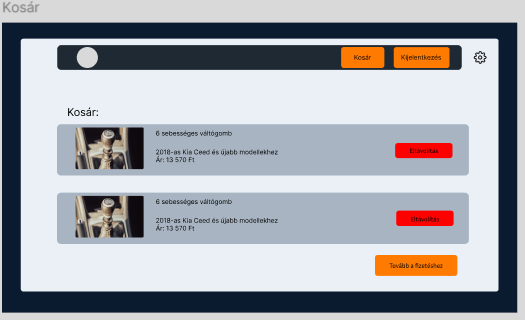 Kosár
Kosár
Kijelentkezés
Kosár:
6 sebességes váltógomb
2018-as Kia Ceed és újabb modellekhez
Ár: 13 570 Ft
Eltávolítás
6 sebességes váltógomb
2018-as Kia Ceed és újabb modellekhez
Ár: 13 570 Ft
Eltávolítás
Tovább a fizetéshez